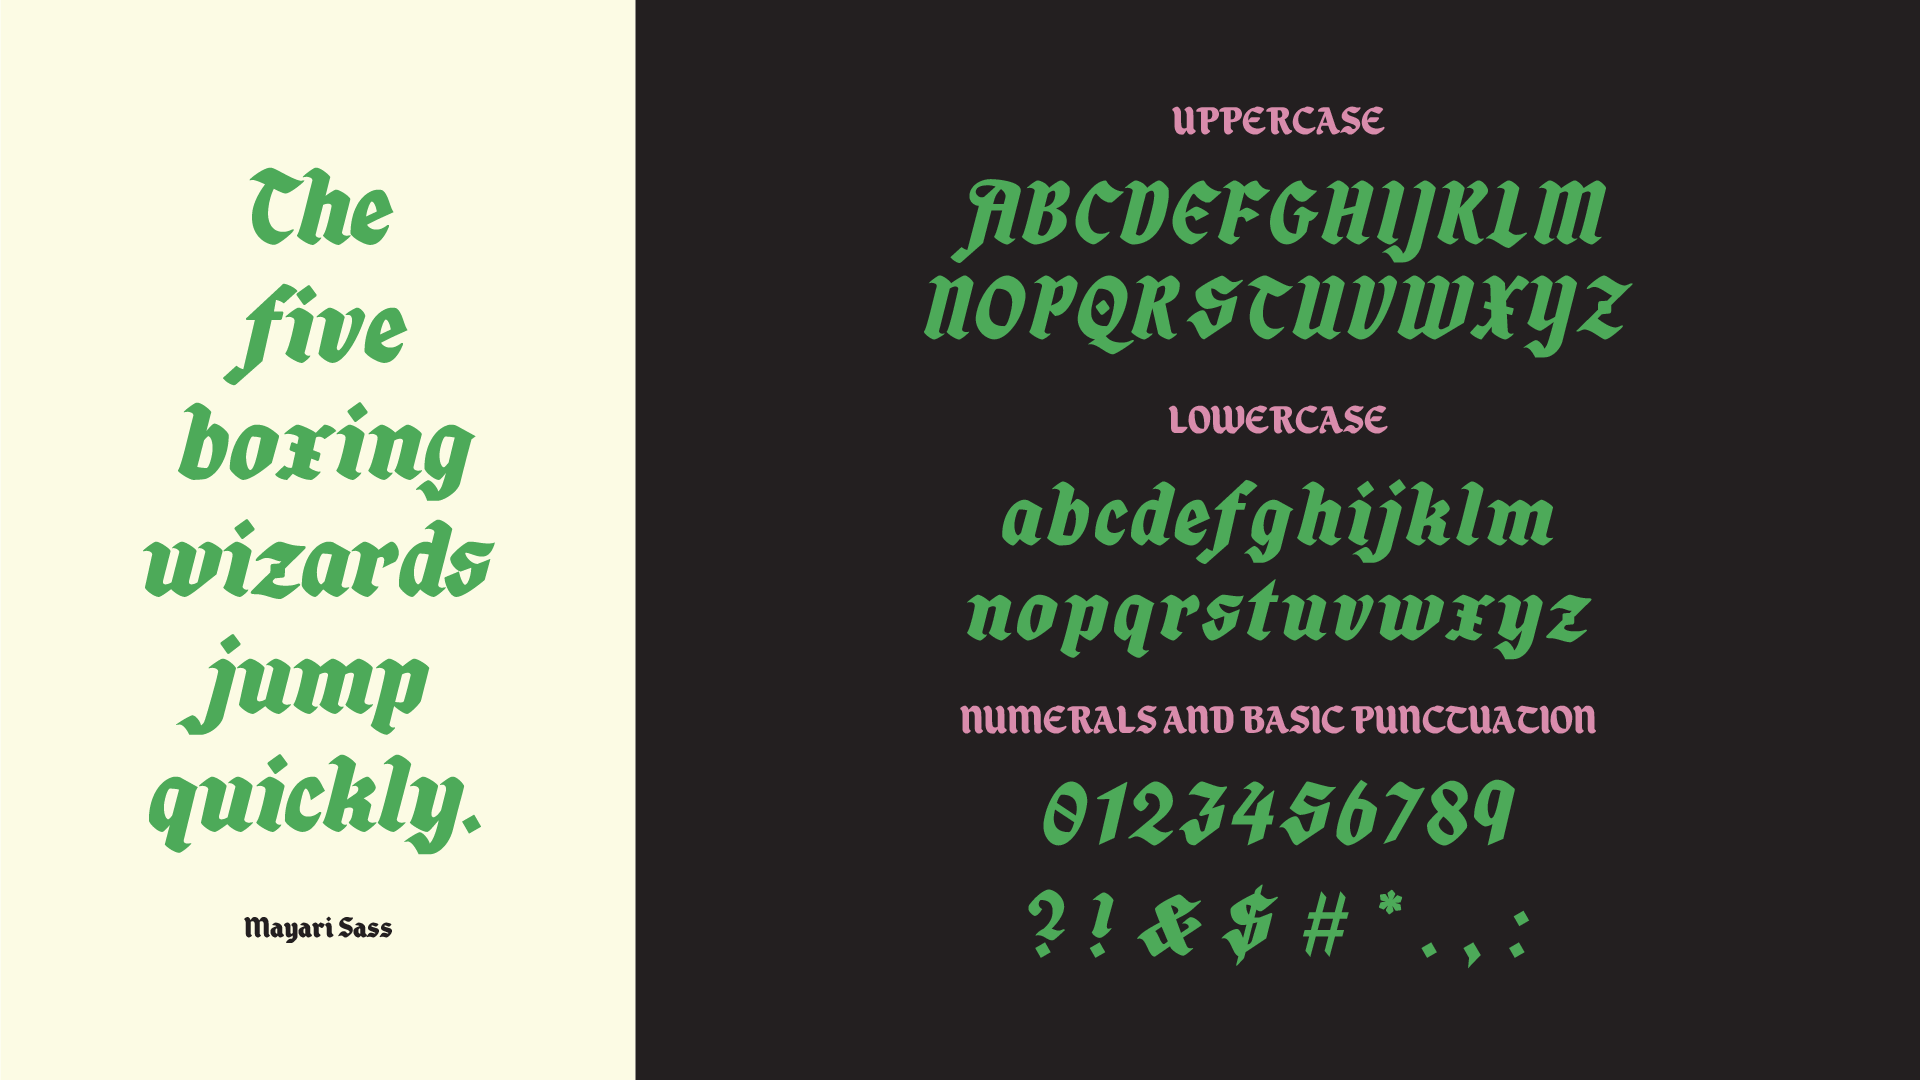 The
five
boxing
wizards
jump
quickly.
Mayari Sass
UPPERCASE
ABCDEFGHIJKLM
NOPQRSTUVWXYZ
LOWERCASE
abcdefghijklm
nopqrstuvwxyz
NUMERALS AND BASIC PUNCTUATION
0123456789
?!&$#*.,: